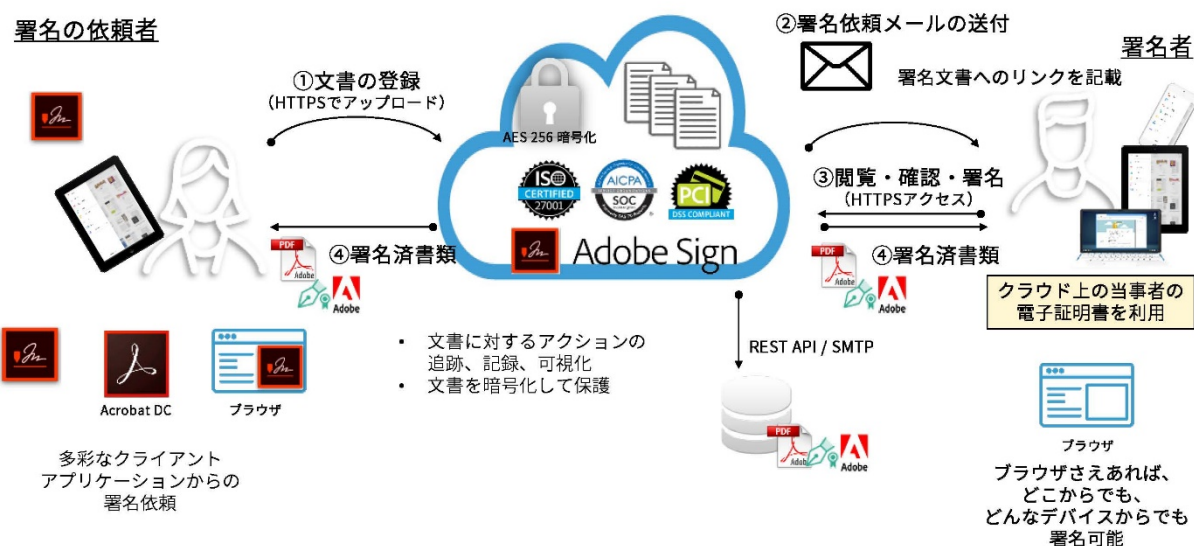 署名の依頼者
①文書の登録
（HTTPSでアップロード）
AES 256 暗号化
ISO
CERTIFIED
27001
AICPA
SOC
PCI
DSS COMPLIANT
Adobe Sign
②署名依頼メールの送付
署名文書へのリンクを記載
署名者
③閲覧・確認・署名
（HTTPSアクセス）
PDF
Adobe
Adobe
④署名済書類
PDF
Adobe
Adobe
④署名済書類
クラウド上の当事者の
電子証明書を利用
• 文書に対するアクションの
追跡、記録、可視化
• 文書を暗号化して保護
REST API / SMTP
PDF
Adobe
Adobe
Acrobat DC
ブラウザ
多彩なクライアント
アプリケーションからの
署名依頼
ブラウザ
ブラウザさえあれば、
どこからでも、
どんなデバイスからでも
署名可能